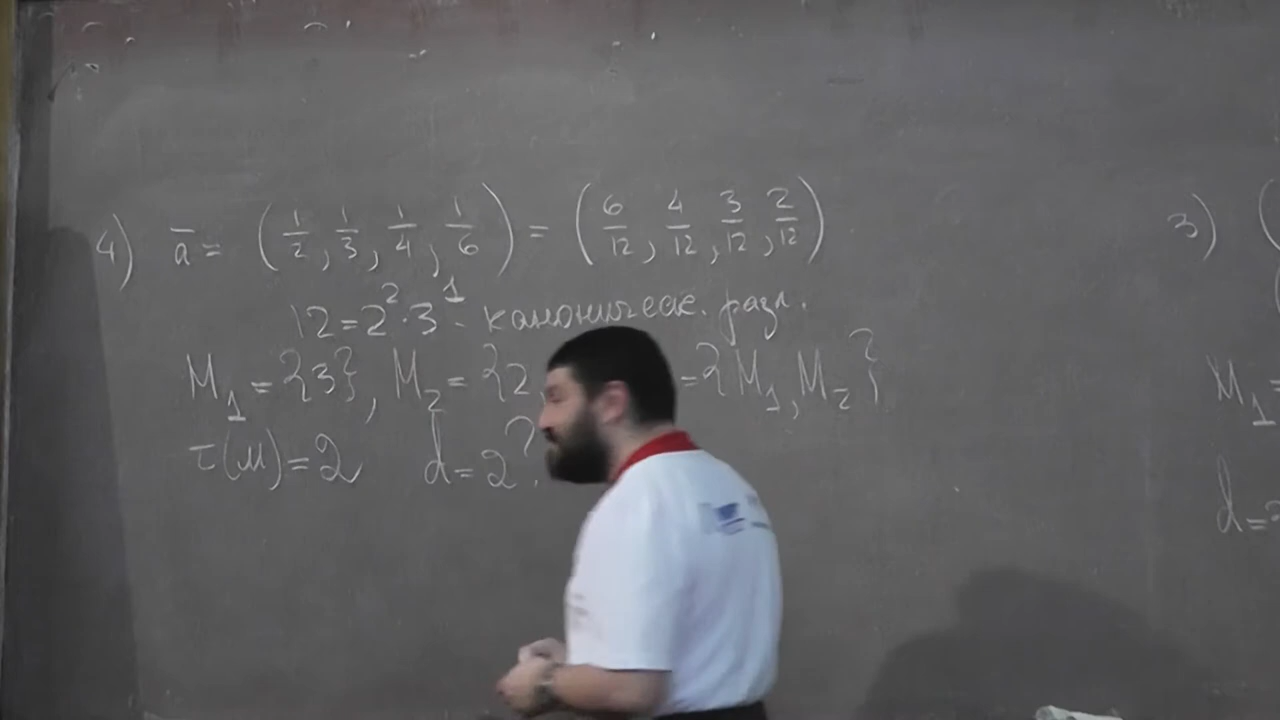 4) a̅ = (1/2, 1/3, 1/4, 1/6) = (6/12, 4/12, 3/12, 2/12)
12 = 2² · 3¹ - каноническ. разл.
M₁ = {3}, M₂ = {2 = {M₁, M₂}
τ(M) = 2 d = 2?
3) (
M₁ =
d =